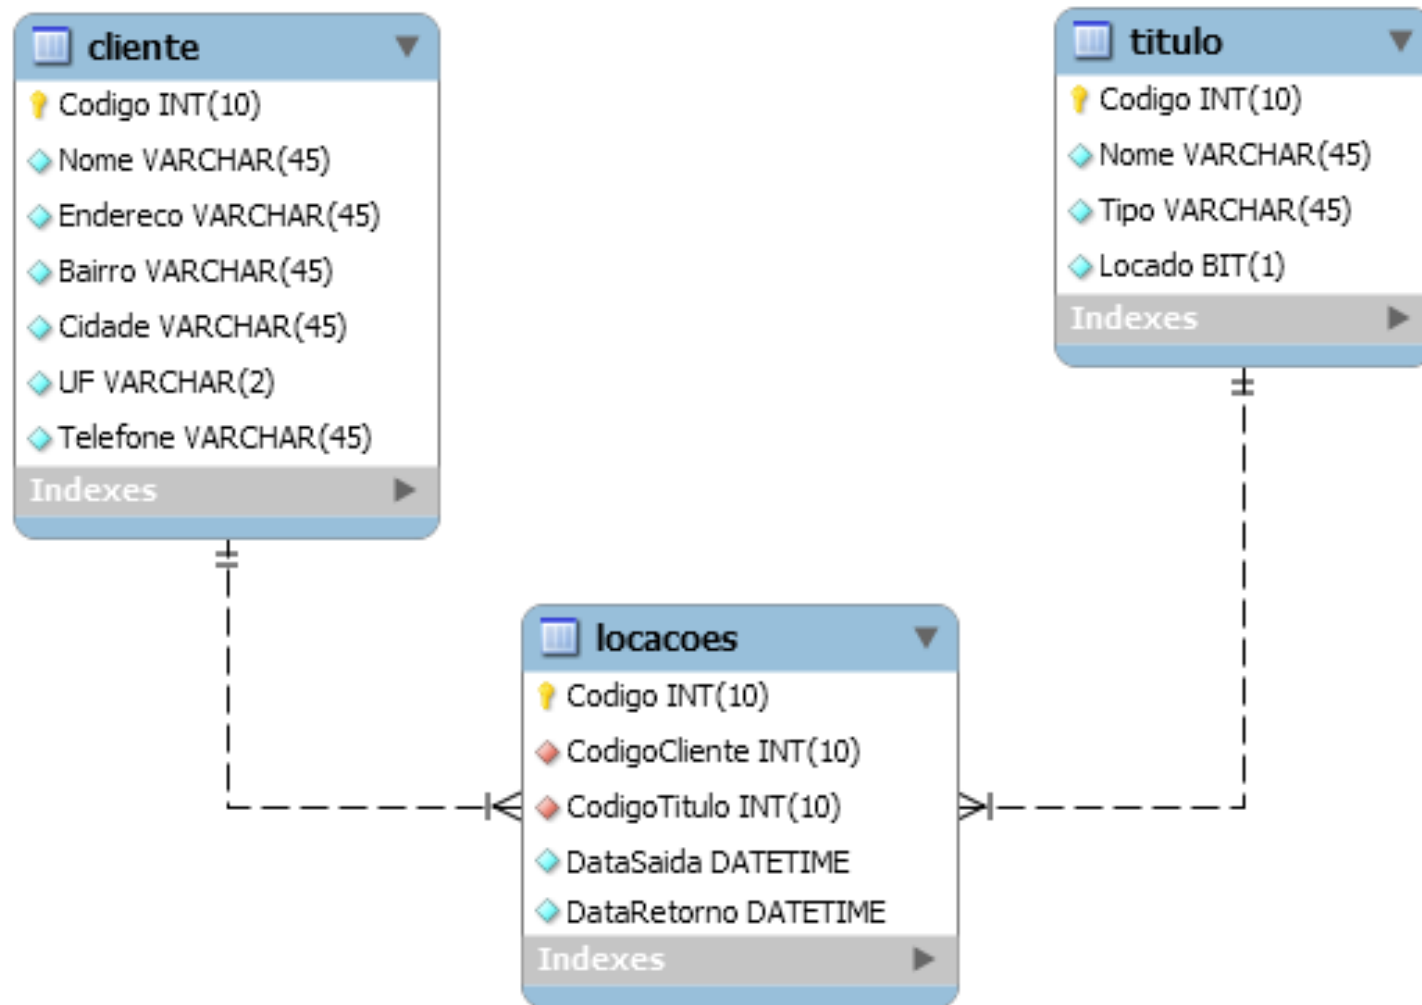 cliente
Codigo INT(10)
Nome VARCHAR(45)
Endereco VARCHAR(45)
Bairro VARCHAR(45)
Cidade VARCHAR(45)
UF VARCHAR(2)
Telefone VARCHAR(45)
Indexes
titulo
Codigo INT(10)
Nome VARCHAR(45)
Tipo VARCHAR(45)
Locado BIT(1)
Indexes
locacoes
Codigo INT(10)
CodigoCliente INT(10)
CodigoTitulo INT(10)
DataSaida DATETIME
DataRetorno DATETIME
Indexes